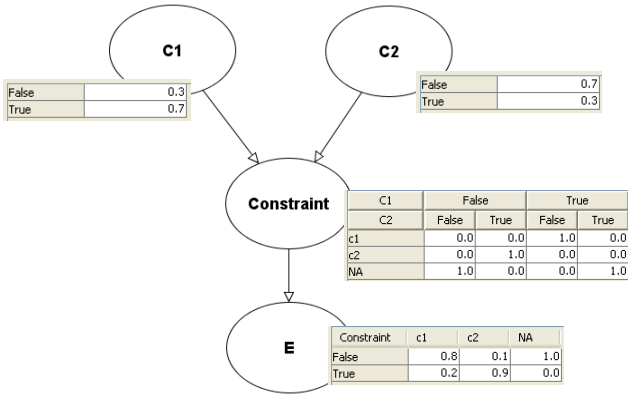 C1
C2
False 0.3
True 0.7
False 0.7
True 0.3
Constraint
C1 False True
C2 False True False True
c1 0.0 0.0 1.0 0.0
c2 0.0 1.0 0.0 0.0
NA 1.0 0.0 0.0 1.0
E
Constraint c1 c2 NA
False 0.8 0.1 1.0
True 0.2 0.9 0.0